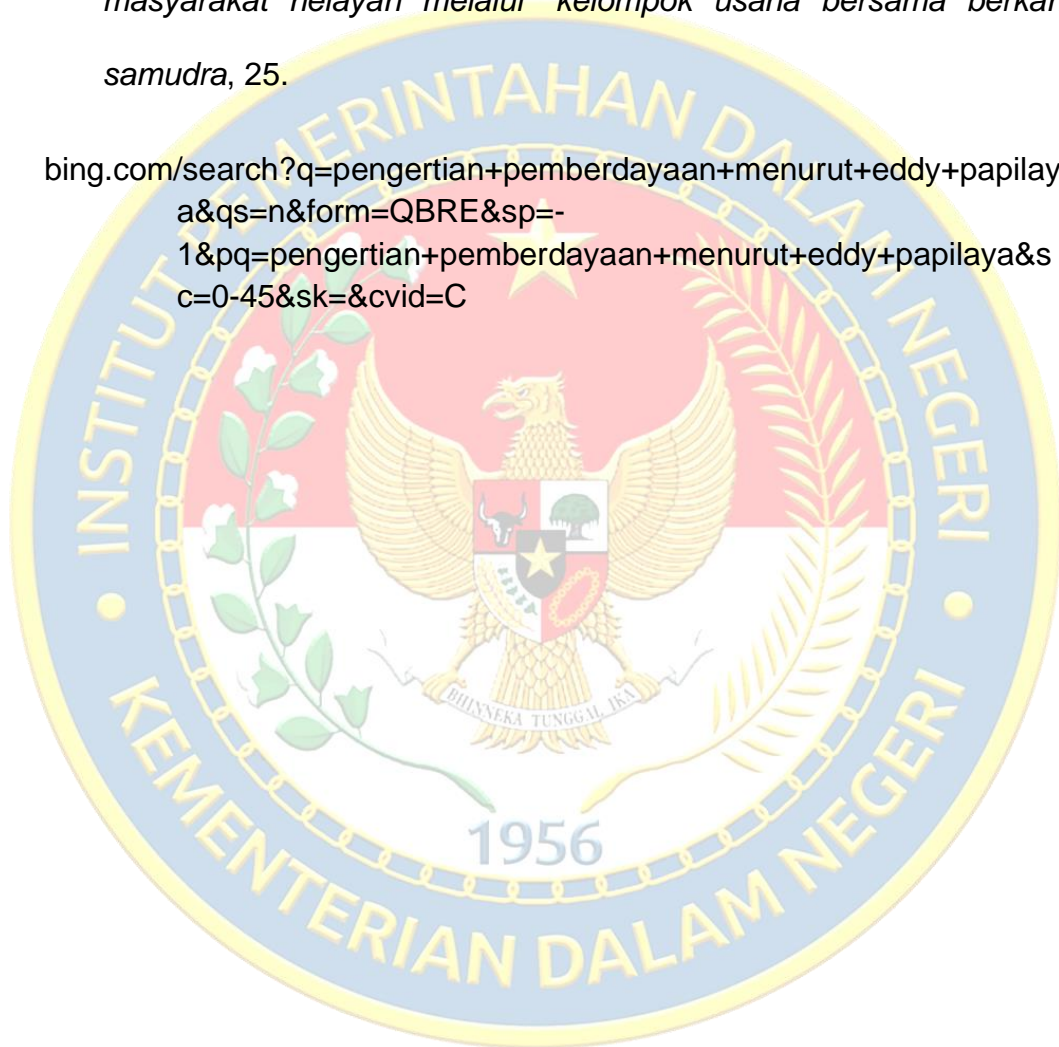 masyarakat nelayan melalui kelompok usaha bersama berkar
samudra, 25.
bing.com/search?q=pengertian+pemberdayaan+menurut+eddy+papilay
a&qs=n&form=QBRE&sp=-
1&pq=pengertian+pemberdayaan+menurut+eddy+papilaya&s
c=0-45&sk=&cvid=C
INSTITUT PEMERINTAHAN DALAM NEGERI
BHINNEKA TUNGGAL IKA
1956
KEMENTERIAN DALAM NEGERI